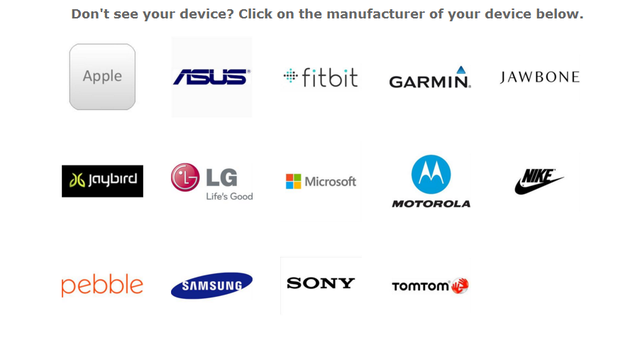 Don't see your device? Click on the manufacturer of your device below.
Apple ASUS fitbit GARMIN JAWBONE
jaybird LG Life's Good Microsoft MOTOROLA NIKE
pebble SAMSUNG SONY TOMTOM